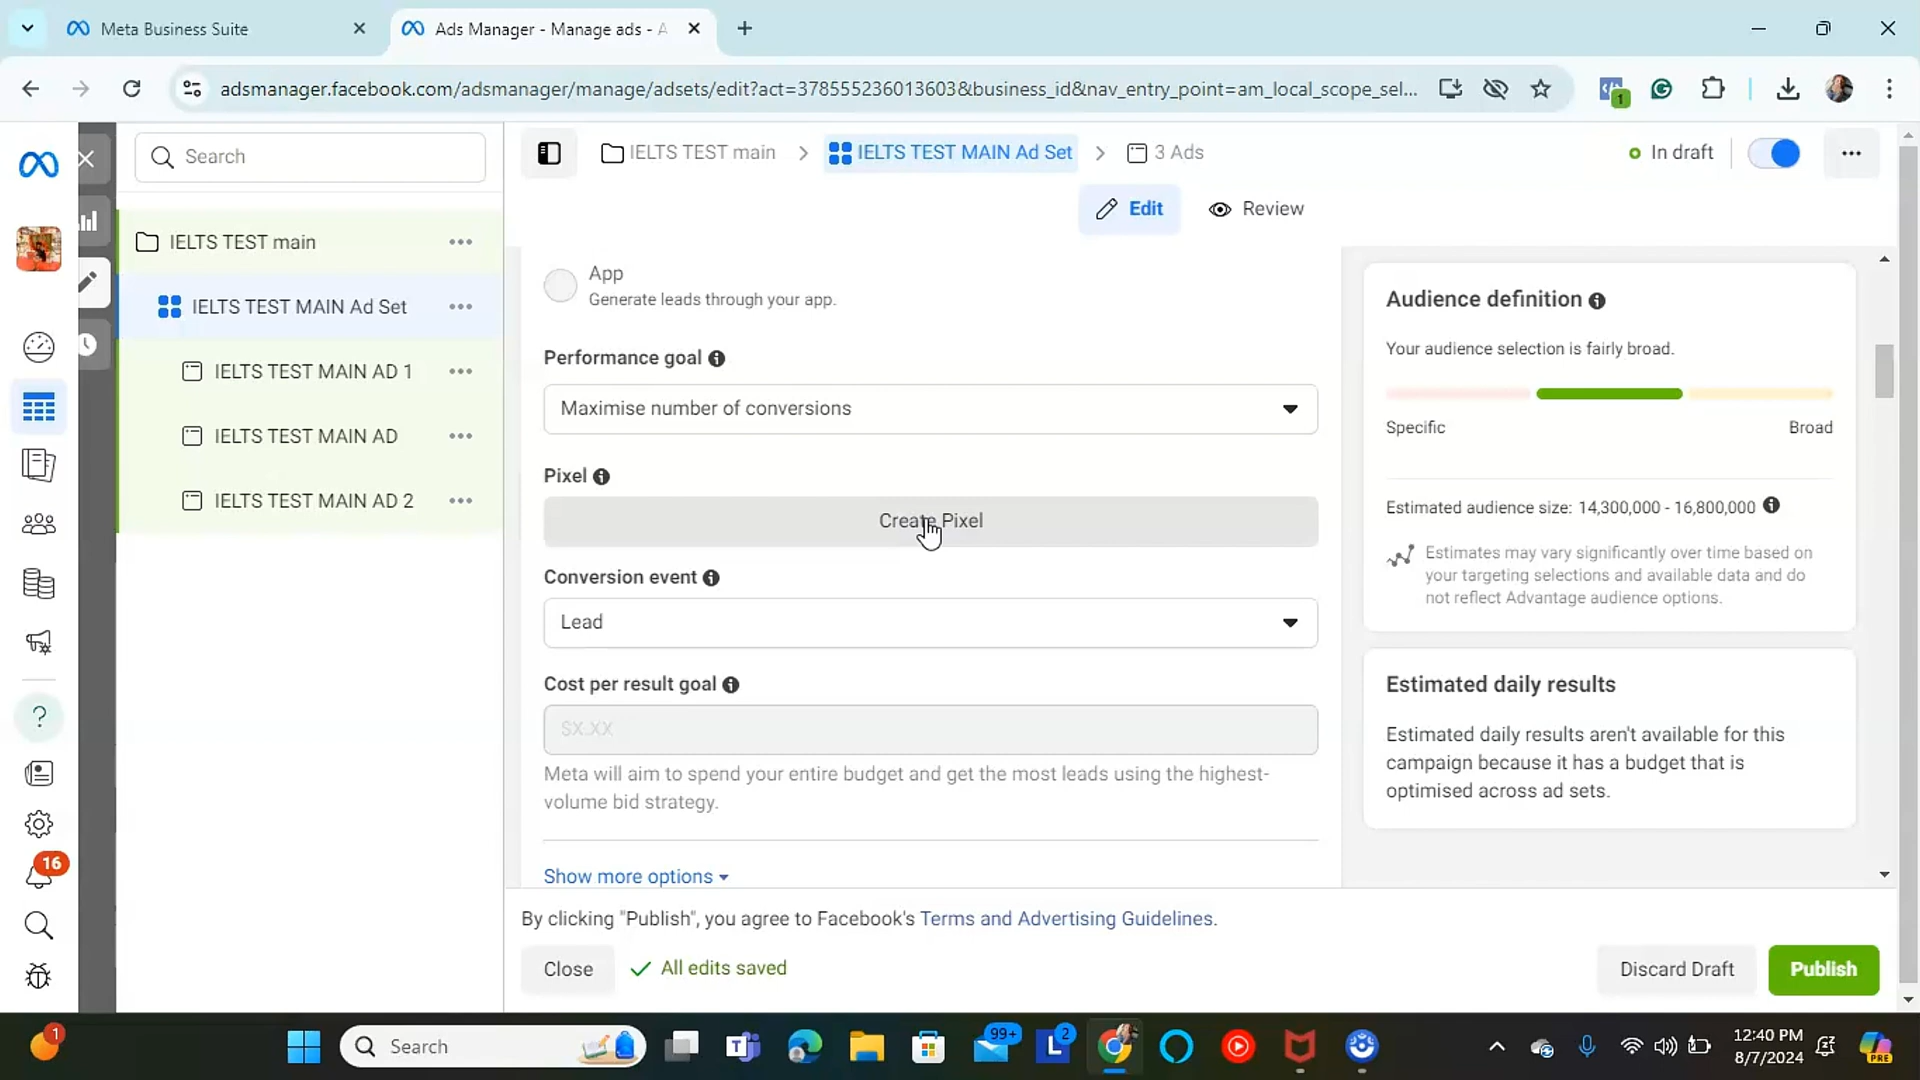 Meta Business Suite
Ads Manager - Manage ads - A
adsmanager.facebook.com/adsmanager/manage/adsets/edit?act=378555236013603&business_id&nav_entry_point=am_local_scope_sel...
1
Search
IELTS TEST main
IELTS TEST MAIN Ad Set
3 Ads
In draft
Edit
Review
IELTS TEST main
IELTS TEST MAIN Ad Set
IELTS TEST MAIN AD 1
IELTS TEST MAIN AD
IELTS TEST MAIN AD 2
App
Generate leads through your app.
Performance goal
Maximise number of conversions
Pixel
Create Pixel
Conversion event
Lead
Cost per result goal
$X.XX
Meta will aim to spend your entire budget and get the most leads using the highest-
volume bid strategy.
Show more options
Audience definition
Your audience selection is fairly broad.
Specific
Broad
Estimated audience size: 14,300,000 - 16,800,000
Estimates may vary significantly over time based on
your targeting selections and available data and do
not reflect Advantage audience options.
Estimated daily results
Estimated daily results aren't available for this
campaign because it has a budget that is
optimised across ad sets.
16
By clicking "Publish", you agree to Facebook's Terms and Advertising Guidelines.
Close
All edits saved
Discard Draft
Publish
1
Search
99+
L
2
12:40 PM
8/7/2024
PRE